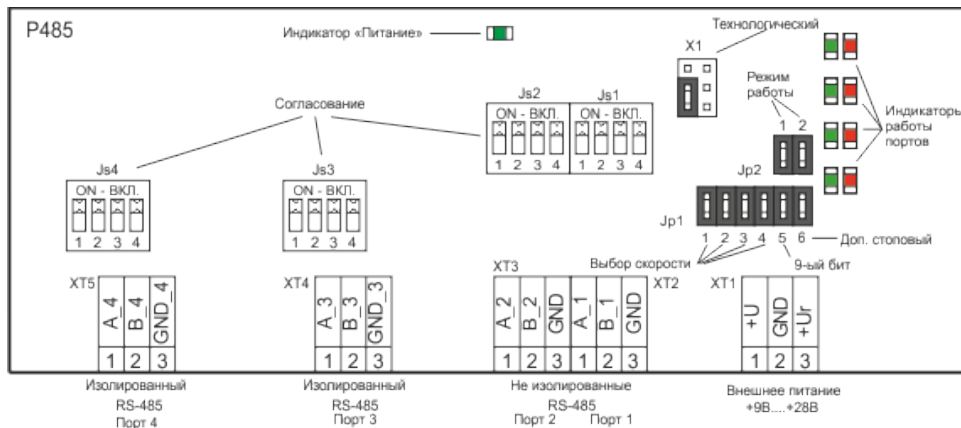 P485
Индикатор «Питание»
Технологический
X1
Режим
работы
1 2
Индикаторы
работы
портов
Согласование
Js2 Js1
ON - ВКЛ. ON - ВКЛ.
1 2 3 4 1 2 3 4
Js4
ON - ВКЛ.
1 2 3 4
Js3
ON - ВКЛ.
1 2 3 4
Jp2
Jp1
1 2 3 4 5 6
Доп. стоповый
Выбор скорости
9-ый бит
XT5
A_4 B_4 GND_4
1 2 3
XT4
A_3 B_3 GND_3
1 2 3
XT3
A_2 B_2 GND A_1 B_1 GND
1 2 3 1 2 3
XT2
XT1
+U GND +Ur
1 2 3
Изолированный
RS-485
Порт 4
Изолированный
RS-485
Порт 3
Не изолированные
RS-485
Порт 2 Порт 1
Внешнее питание
+9В....+28В